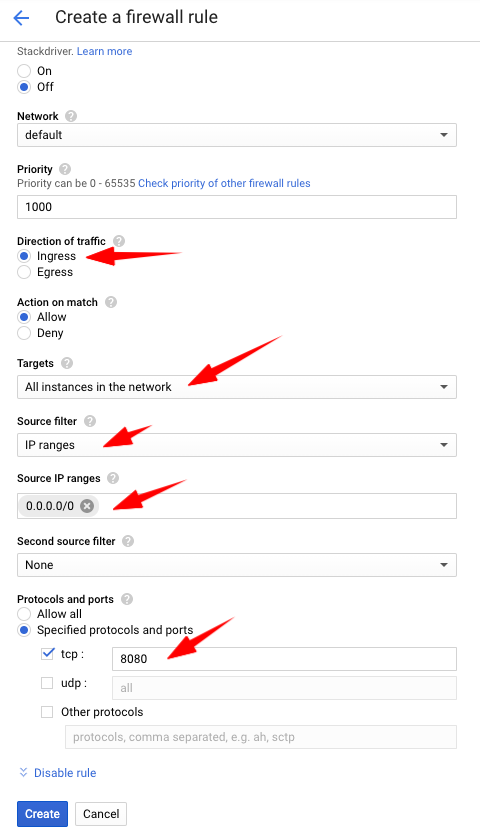 Create a firewall rule
Stackdriver. Learn more
On
Off
Network ?
default
Priority ?
Priority can be 0 - 65535 Check priority of other firewall rules
1000
Direction of traffic ?
Ingress
Egress
Action on match ?
Allow
Deny
Targets ?
All instances in the network
Source filter ?
IP ranges
Source IP ranges ?
0.0.0.0/0
Second source filter ?
None
Protocols and ports ?
Allow all
Specified protocols and ports
tcp : 8080
udp : all
Other protocols
protocols, comma separated, e.g. ah, sctp
Disable rule
Create Cancel